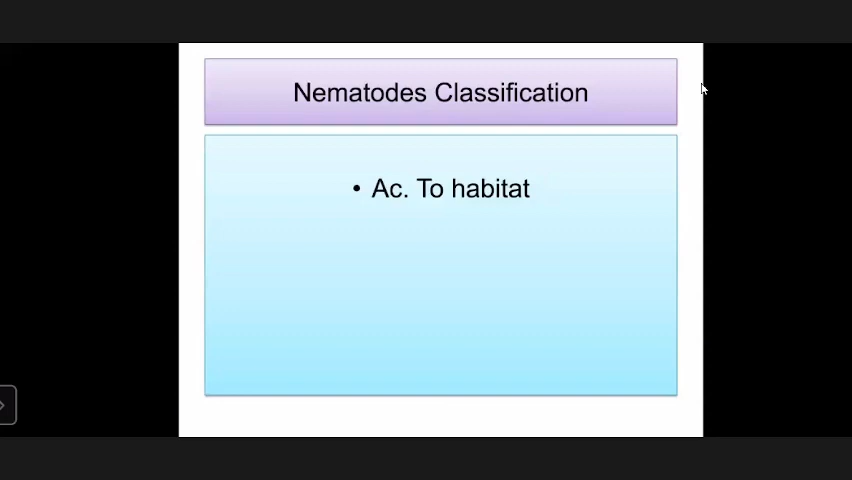 Nematodes Classification
• Ac. To habitat